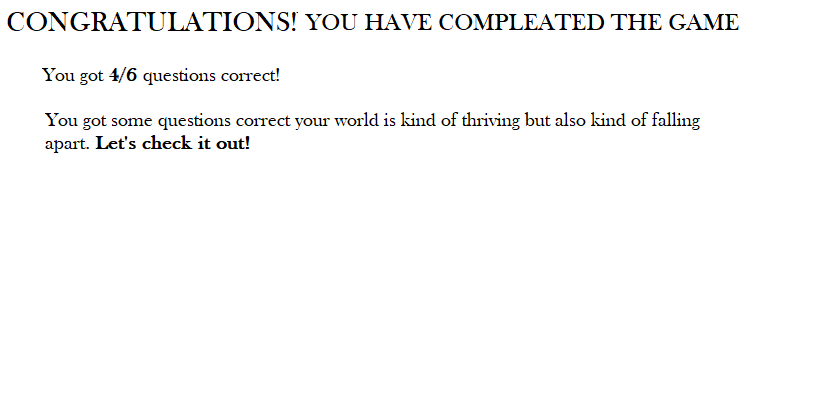 CONGRATULATIONS! YOU HAVE COMPLEATED THE GAME
You got 4/6 questions correct!
You got some questions correct your world is kind of thriving but also kind of falling
apart. Let's check it out!